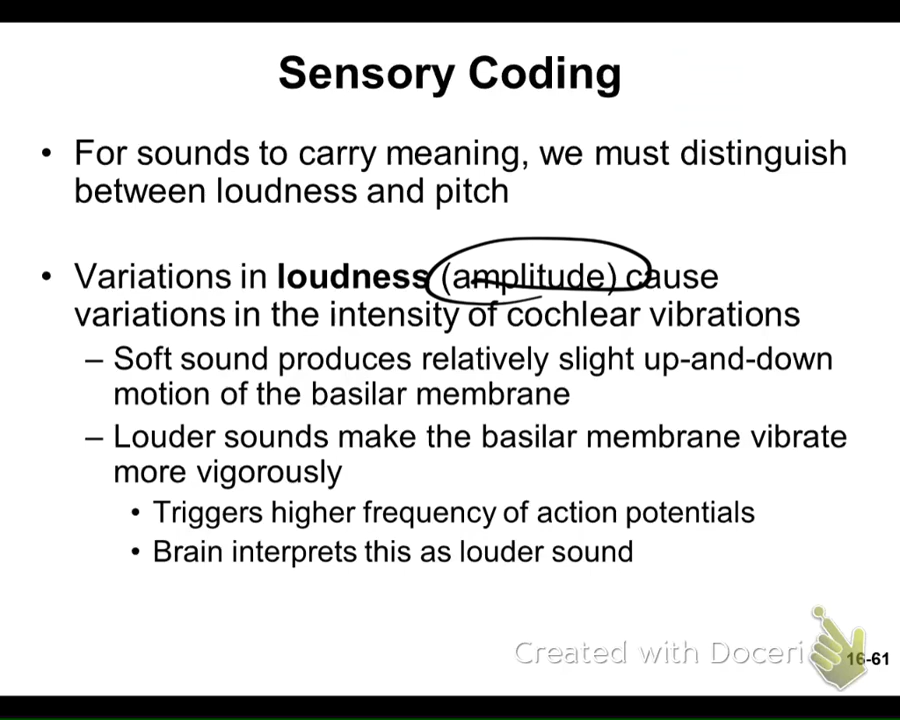 Sensory Coding
• For sounds to carry meaning, we must distinguish
between loudness and pitch
• Variations in loudness (amplitude) cause
variations in the intensity of cochlear vibrations
– Soft sound produces relatively slight up-and-down
motion of the basilar membrane
– Louder sounds make the basilar membrane vibrate
more vigorously
• Triggers higher frequency of action potentials
• Brain interprets this as louder sound
Created with Doceri
16-61